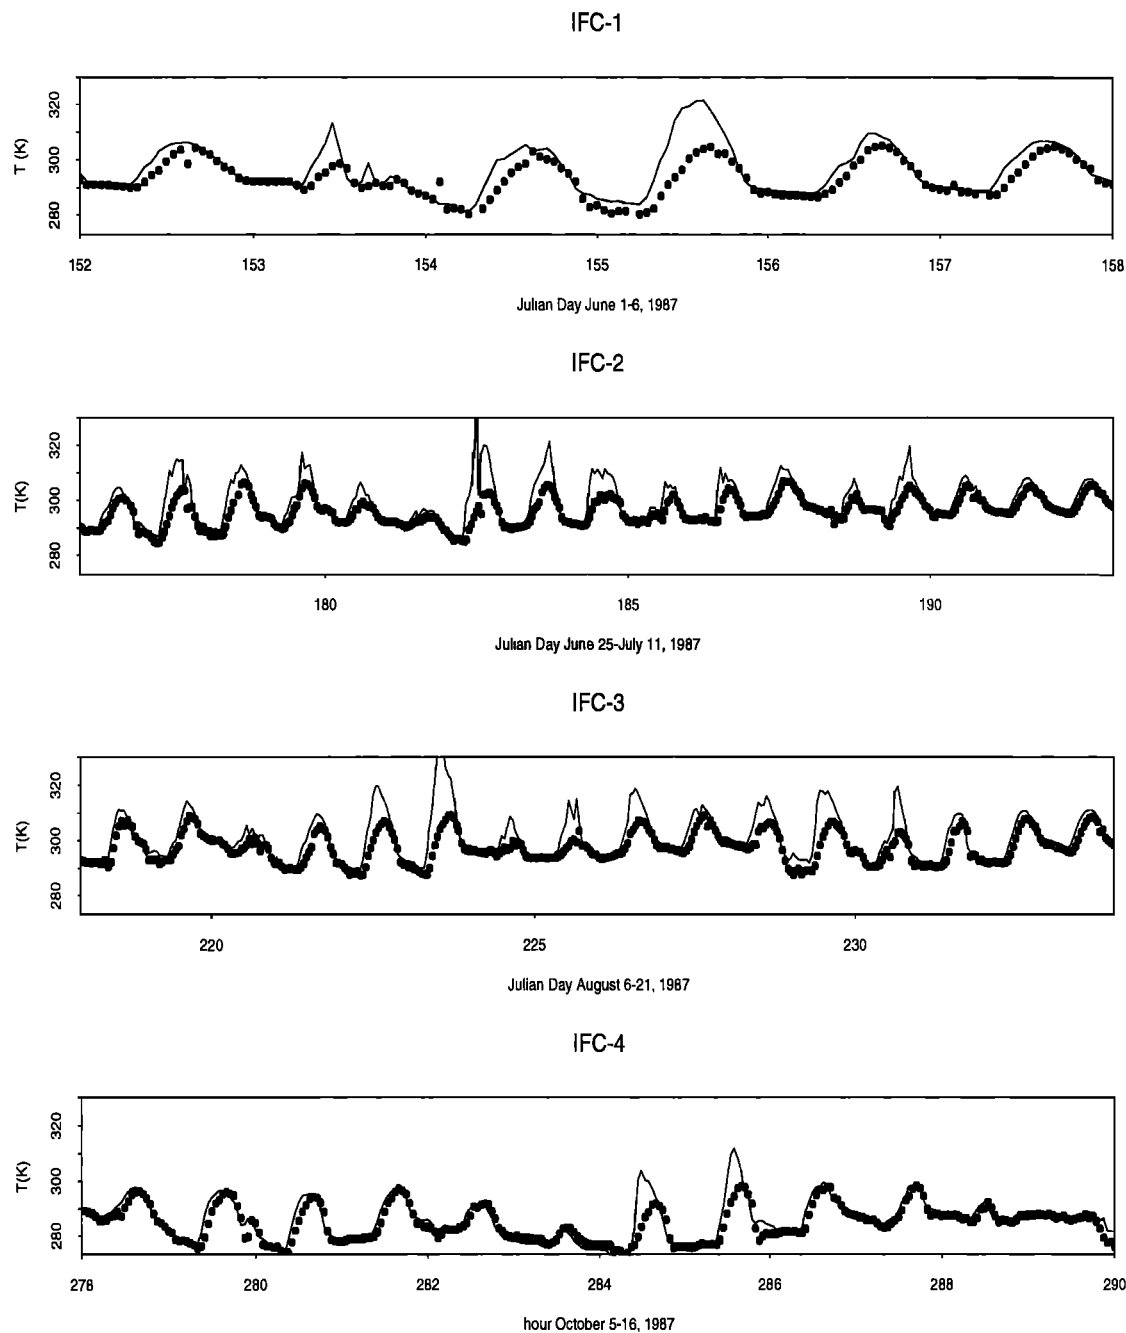 IFC-1
T (K)
320
300
280
152 153 154 155 156 157 158
Julian Day June 1-6, 1987
IFC-2
T(K)
320
300
280
180 185 190
Julian Day June 25-July 11, 1987
IFC-3
T(K)
320
300
280
220 225 230
Julian Day August 6-21, 1987
IFC-4
T(K)
320
300
280
278 280 282 284 286 288 290
hour October 5-16, 1987